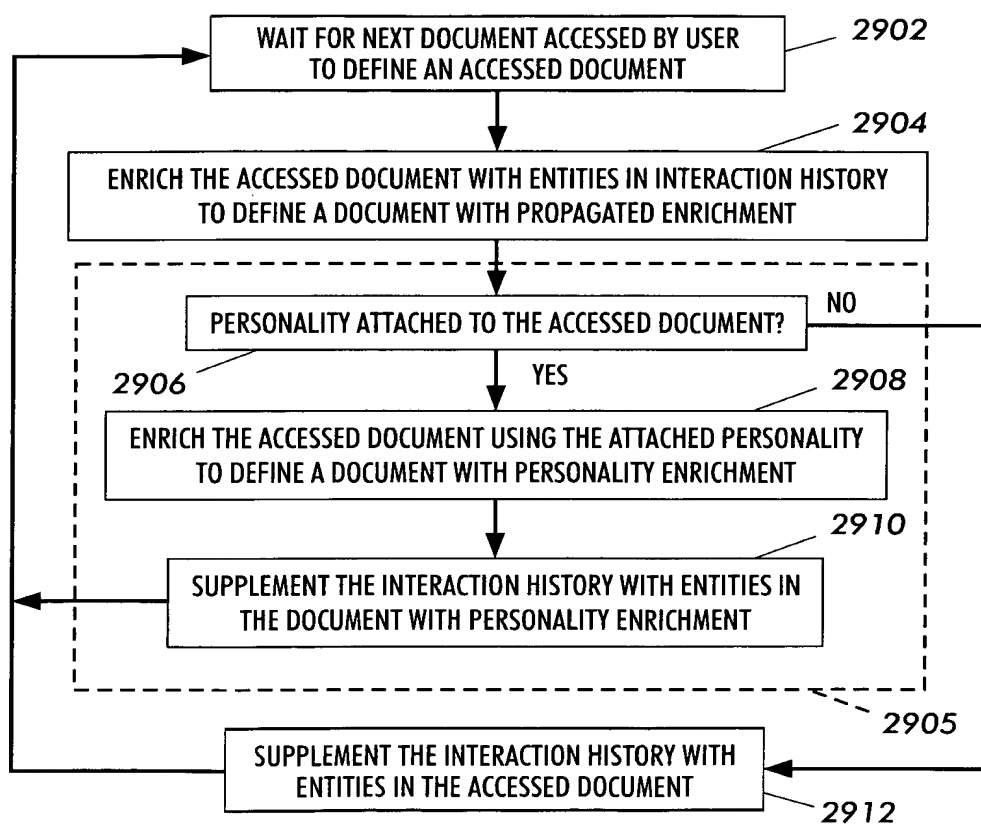 WAIT FOR NEXT DOCUMENT ACCESSED BY USER
TO DEFINE AN ACCESSED DOCUMENT
2902
2904
ENRICH THE ACCESSED DOCUMENT WITH ENTITIES IN INTERACTION HISTORY
TO DEFINE A DOCUMENT WITH PROPAGATED ENRICHMENT
PERSONALITY ATTACHED TO THE ACCESSED DOCUMENT?
NO
2906
YES
2908
ENRICH THE ACCESSED DOCUMENT USING THE ATTACHED PERSONALITY
TO DEFINE A DOCUMENT WITH PERSONALITY ENRICHMENT
2910
SUPPLEMENT THE INTERACTION HISTORY WITH ENTITIES IN
THE DOCUMENT WITH PERSONALITY ENRICHMENT
2905
SUPPLEMENT THE INTERACTION HISTORY WITH
ENTITIES IN THE ACCESSED DOCUMENT
2912